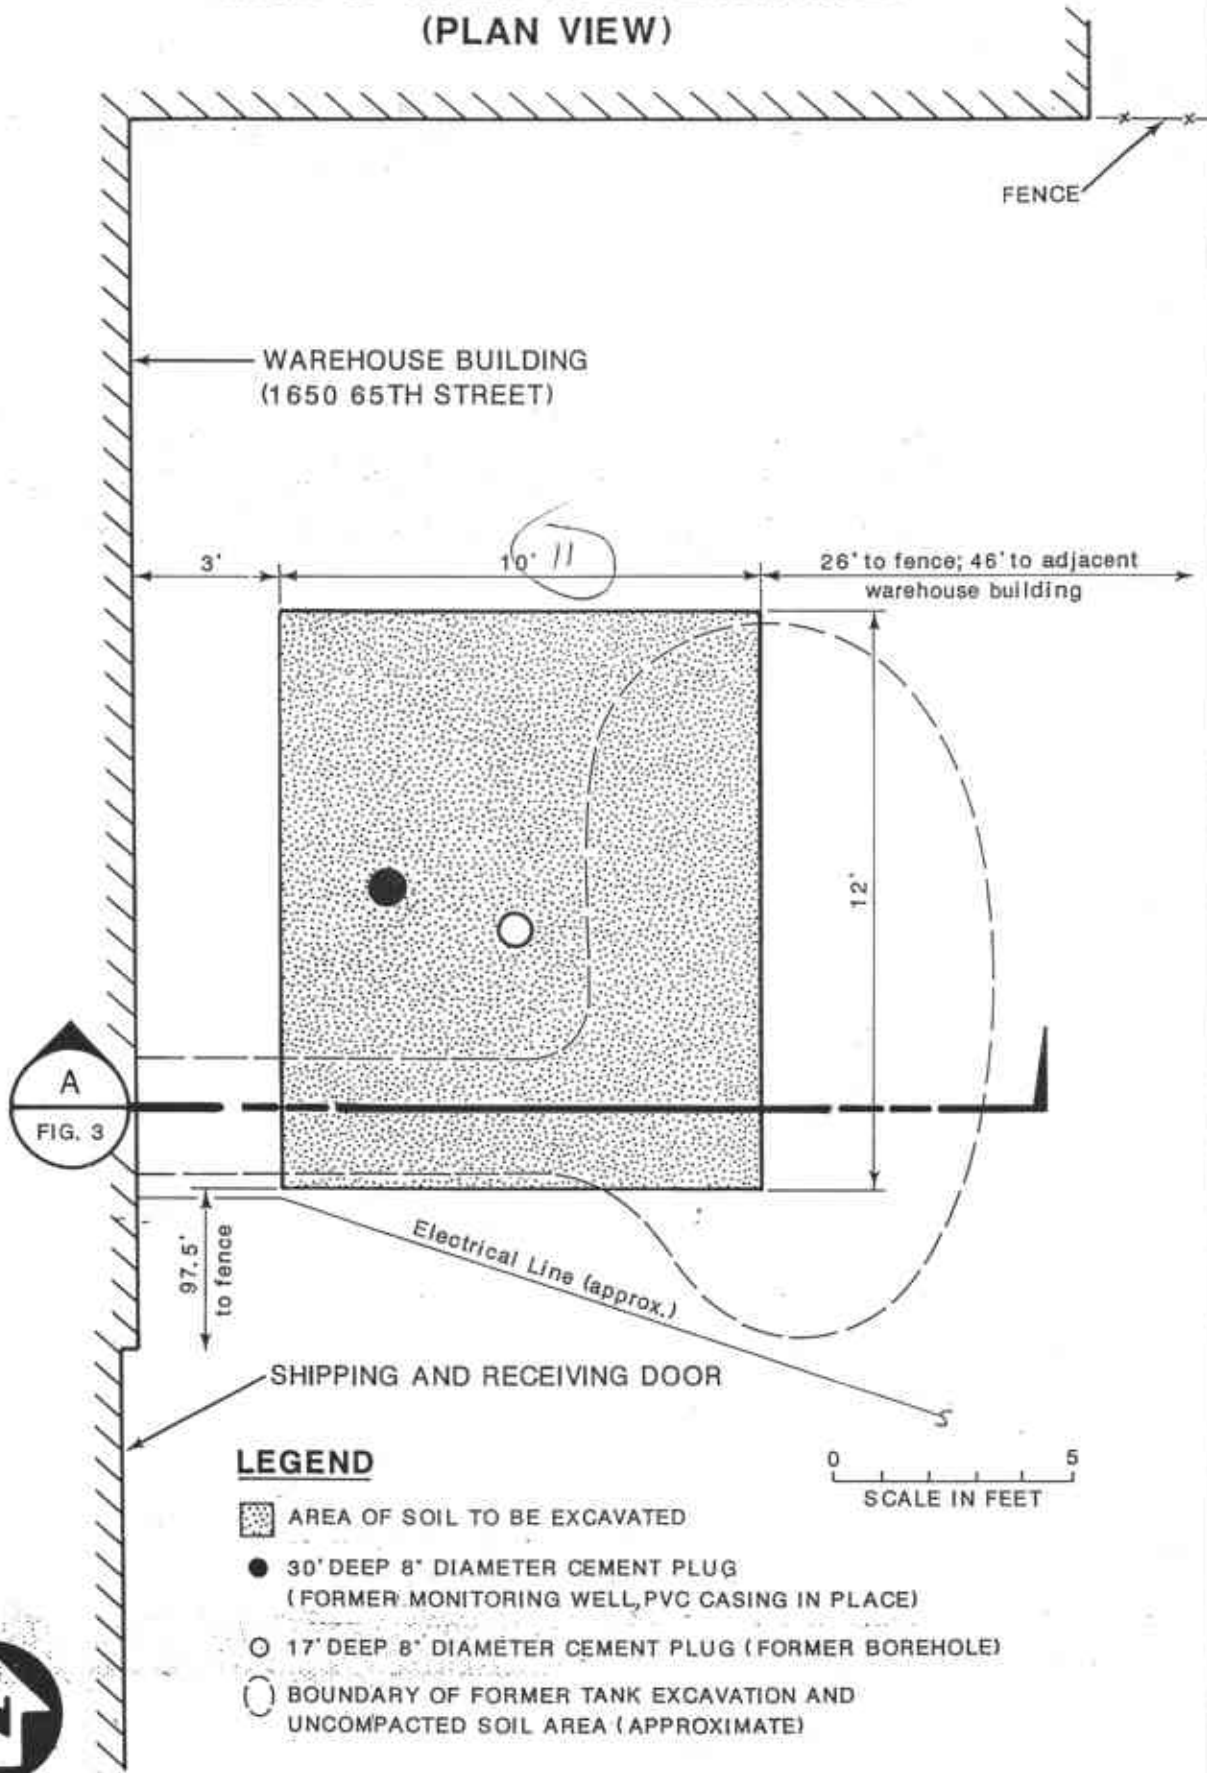 (PLAN VIEW)
FENCE
WAREHOUSE BUILDING
(1650 65TH STREET)
11
3'
10'
26' to fence; 46' to adjacent
warehouse building
12'
A
FIG. 3
97.5'
to fence
Electrical Line (approx.)
SHIPPING AND RECEIVING DOOR
LEGEND
0 5
SCALE IN FEET
AREA OF SOIL TO BE EXCAVATED
30' DEEP 8" DIAMETER CEMENT PLUG
(FORMER MONITORING WELL, PVC CASING IN PLACE)
17' DEEP 8" DIAMETER CEMENT PLUG (FORMER BOREHOLE)
BOUNDARY OF FORMER TANK EXCAVATION AND
UNCOMPACTED SOIL AREA (APPROXIMATE)